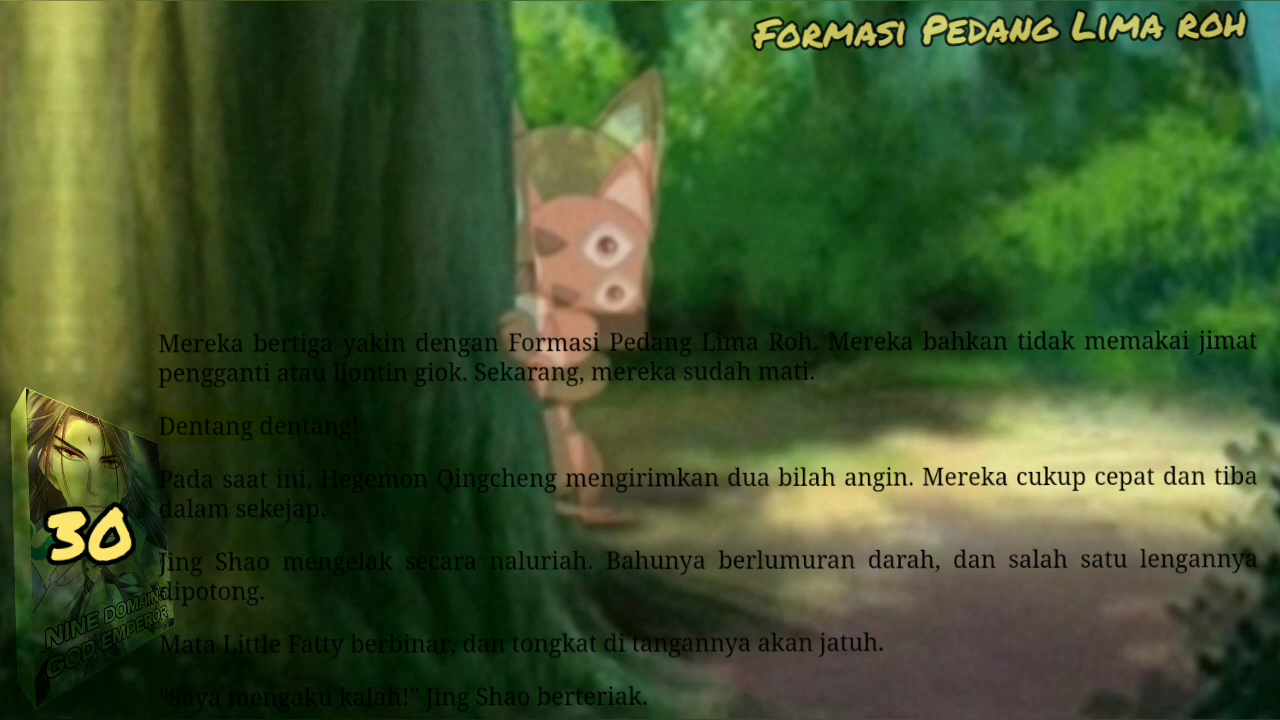 Formasi Pedang Lima roh
Mereka bertiga yakin dengan Formasi Pedang Lima Roh. Mereka bahkan tidak memakai jimat
pengganti atau liontin giok. Sekarang, mereka sudah mati.
Dentang dentang!
Pada saat ini, Hegemon Qingcheng mengirimkan dua bilah angin. Mereka cukup cepat dan tiba
dalam sekejap.
Jing Shao mengelak secara naluriah. Bahunya berlumuran darah, dan salah satu lengannya
dipotong.
Mata Little Fatty berbinar, dan tongkat di tangannya akan jatuh.
"Saya mengaku kalah!" Jing Shao berteriak.
30
NINE DOMAINS
GOD EMPEROR